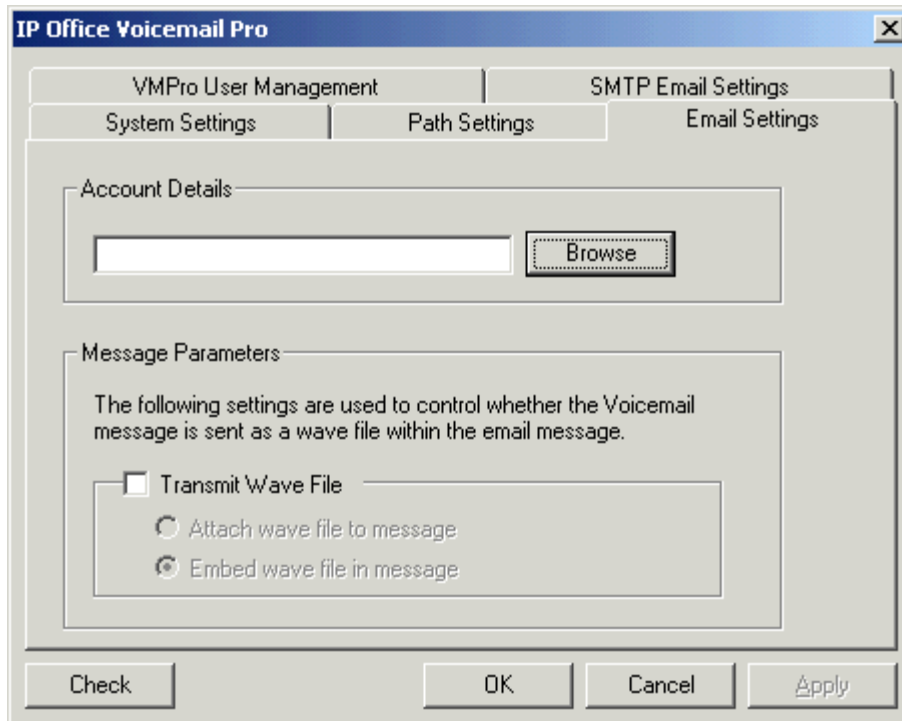 IP Office Voicemail Pro
VMPro User Management
SMTP Email Settings
System Settings
Path Settings
Email Settings
Account Details
Browse
Message Parameters
The following settings are used to control whether the Voicemail
message is sent as a wave file within the email message.
Transmit Wave File
Attach wave file to message
Embed wave file in message
Check
OK
Cancel
Apply